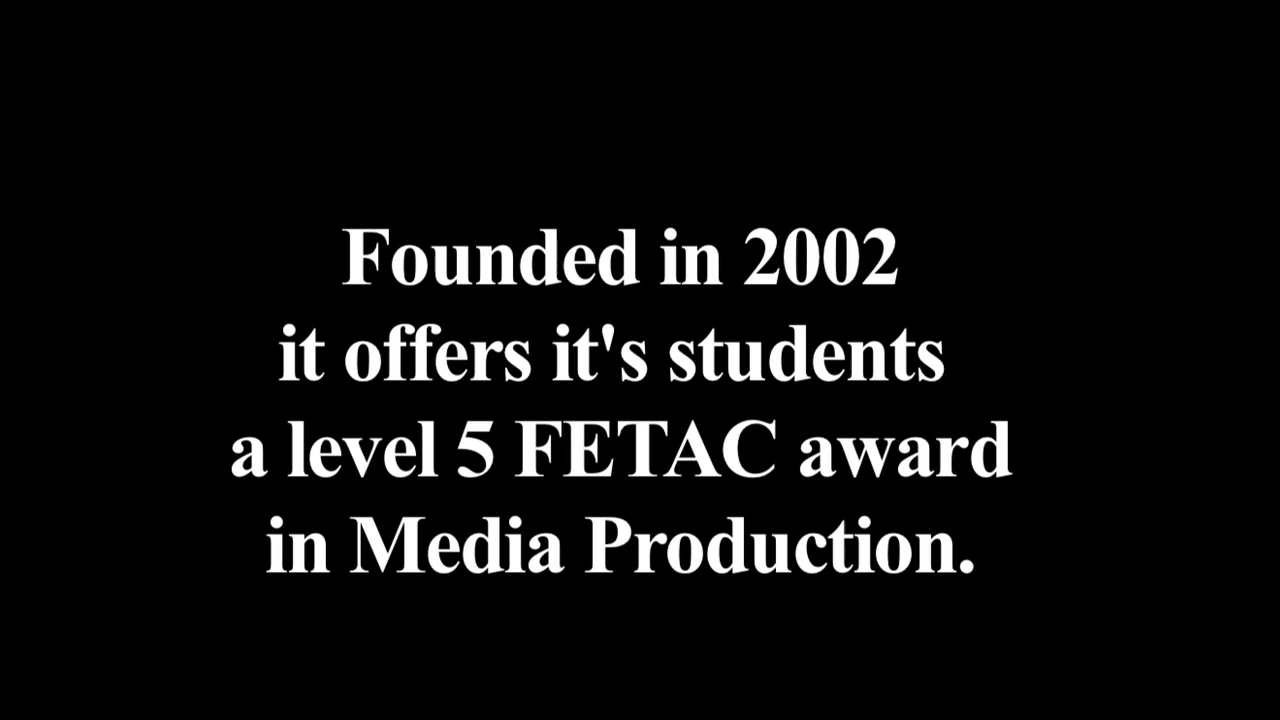 Founded in 2002
it offers it's students
a level 5 FETAC award
in Media Production.